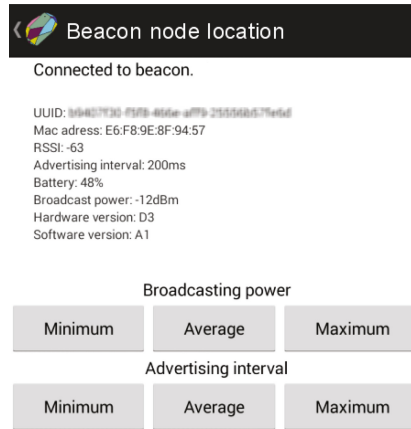 Beacon node location
Connected to beacon.
UUID:
Mac adress: E6:F8:9E:8F:94:57
RSSI: -63
Advertising interval: 200ms
Battery: 48%
Broadcast power: -12dBm
Hardware version: D3
Software version: A1
Broadcasting power
Minimum Average Maximum
Advertising interval
Minimum Average Maximum